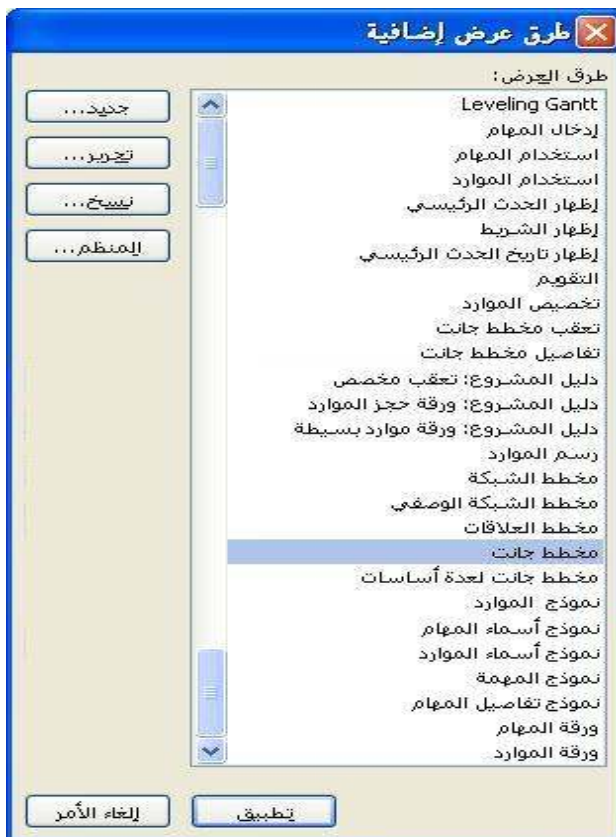 طرق عرض إضافية
طرق العرض:
Leveling Gantt
إدخال المهام
استخدام المهام
استخدام الموارد
إظهار الحدث الرئيسي
إظهار الشريط
إظهار تاريخ الحدث الرئيسي
التقويم
تخصيص الموارد
تعقب مخطط جانت
تفاصيل مخطط جانت
دليل المشروع: تعقب مخصص
دليل المشروع: ورقة حجز الموارد
دليل المشروع: ورقة موارد بسيطة
رسم الموارد
مخطط الشبكة
مخطط الشبكة الوصفي
مخطط العلاقات
مخطط جانت
مخطط جانت لعدة أساسات
نموذج الموارد
نموذج أسماء المهام
نموذج أسماء الموارد
نموذج المهمة
نموذج تفاصيل المهام
ورقة المهام
ورقة الموارد
جديد...
تحرير...
نسخ...
المنظم...
تطبيق
إلغاء الأمر